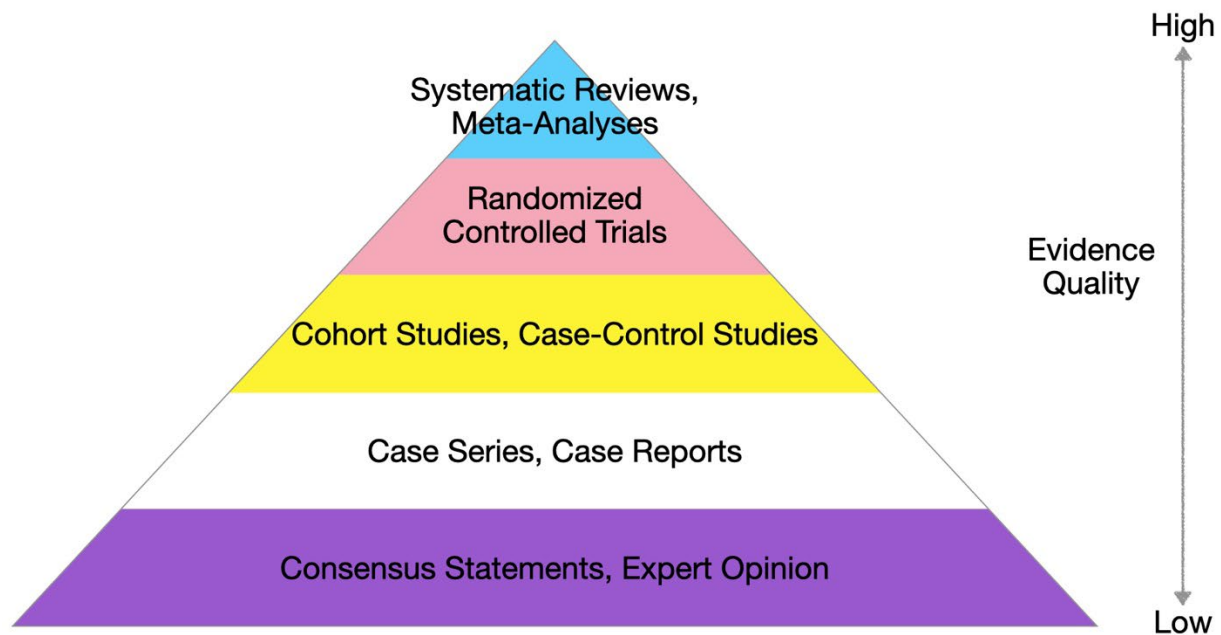 High
Systematic Reviews,
Meta-Analyses
Randomized
Controlled Trials
Evidence
Quality
Cohort Studies, Case-Control Studies
Case Series, Case Reports
Consensus Statements, Expert Opinion
Low